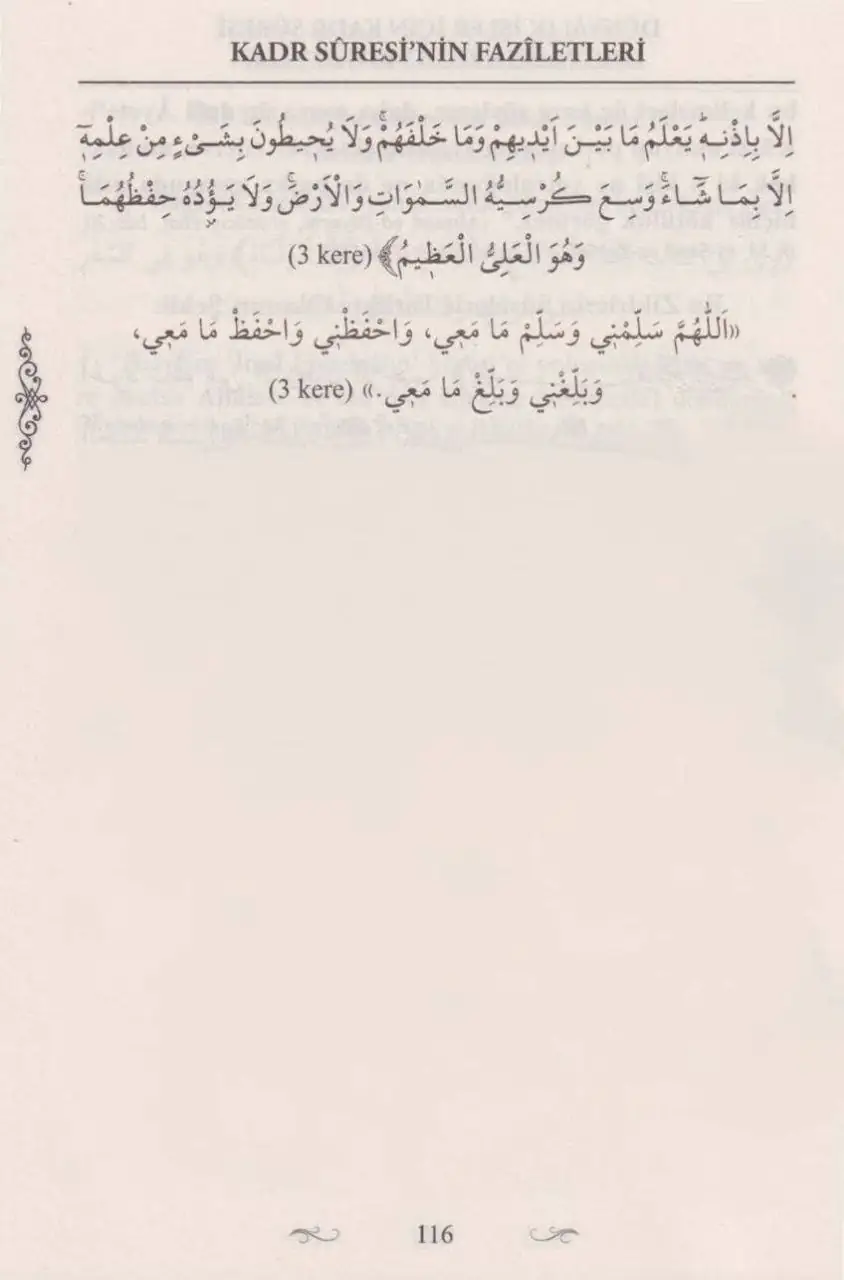 KADR SÛRESİ’NİN FAZÎLETLERİ
اِلَّا بِاِذْنِهٖۜ يَعْلَمُ مَا بَيْنَ اَيْدٖيهِمْ وَمَا خَلْفَهُمْۚ وَلَا يُحٖيطُونَ بِشَيْءٍ مِنْ عِلْمِهٖٓ
اِلَّا بِمَا شَٓاءَۚ وَسِعَ كُرْسِيُّهُ السَّمٰوَاتِ وَالْاَرْضَۚ وَلَا يَؤُ۫دُهُ حِفْظُهُمَاۚ
وَهُوَ الْعَلِيُّ الْعَظٖيمُ﴾ (3 kere)
«اَللّٰهُمَّ سَلِّمْنٖي وَسَلِّمْ مَا مَعٖي، وَاحْفَظْنٖي وَاحْفَظْ مَا مَعٖي،
وَبَلِّغْنٖي وَبَلِّغْ مَا مَعٖي.» (3 kere)
116